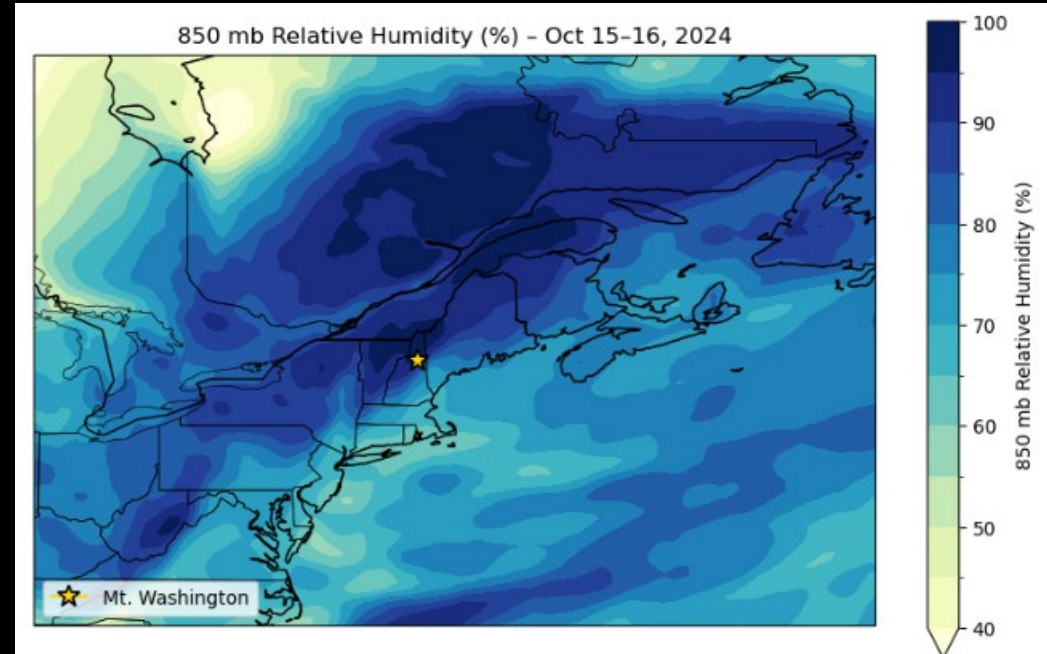 850 mb Relative Humidity (%) – Oct 15–16, 2024
100
90
80
70
60
50
40
850 mb Relative Humidity (%)
Mt. Washington